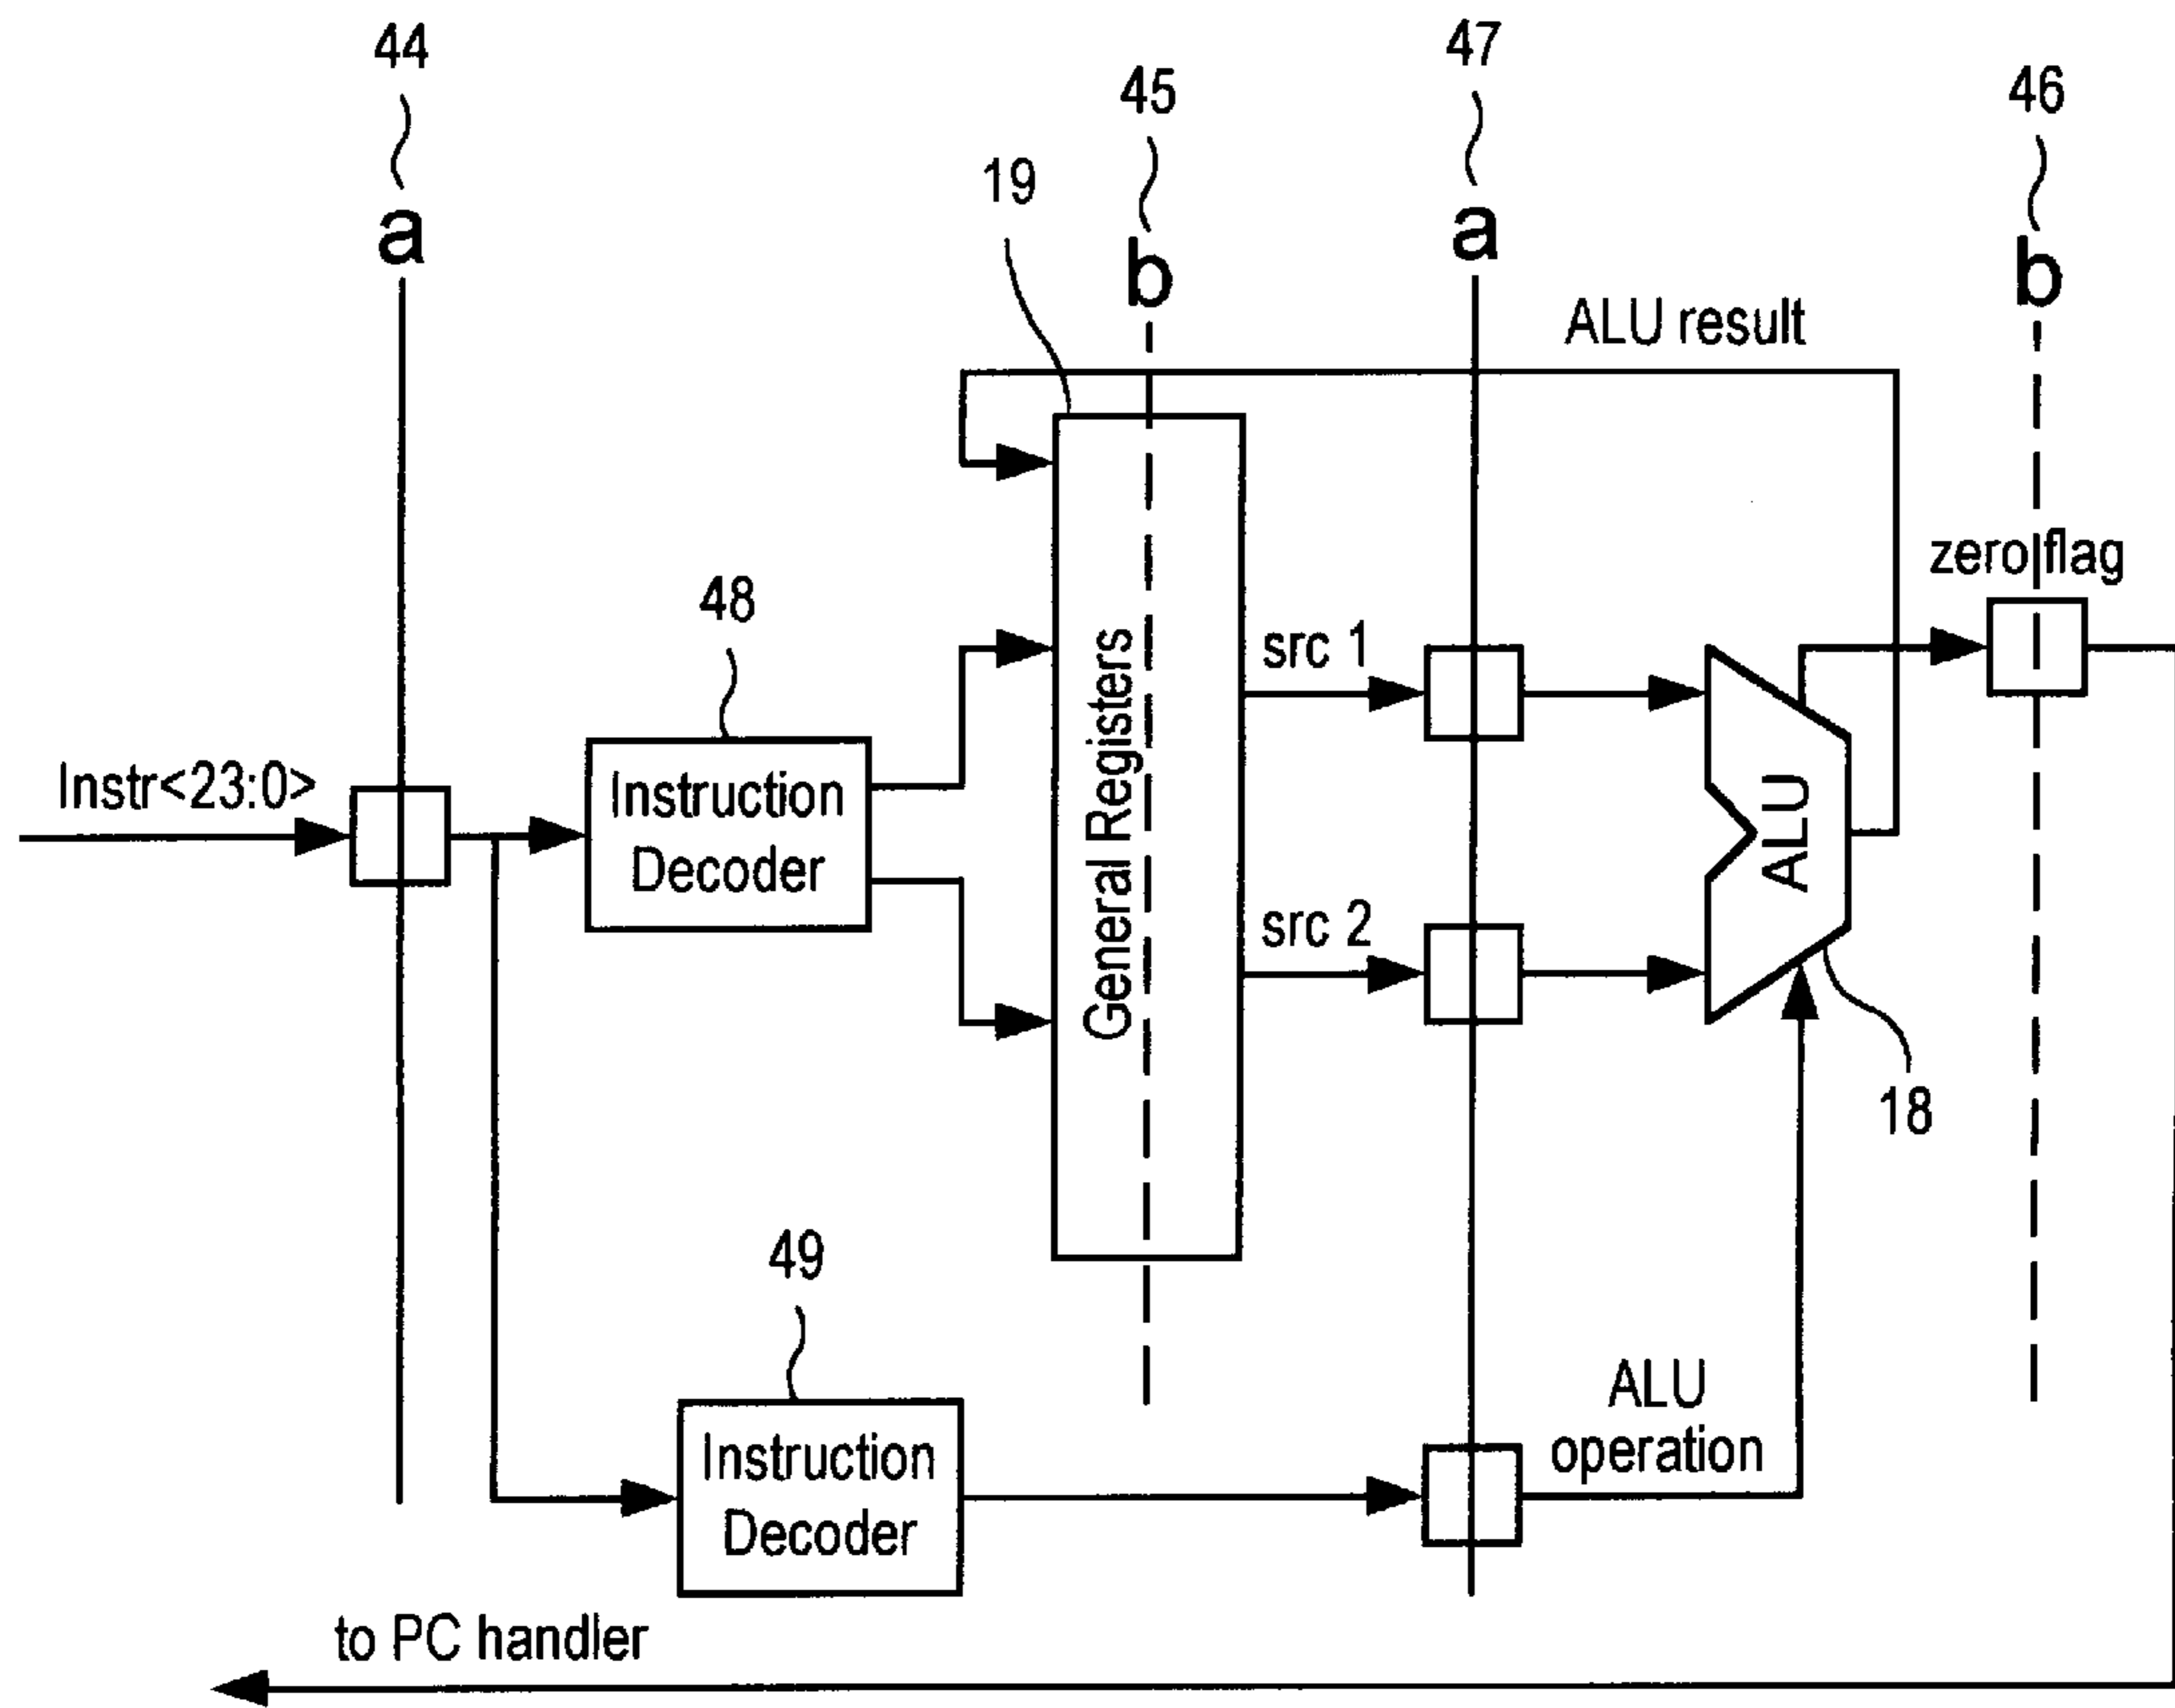 44
47
45
46
19
a
a
b
b
ALU result
zero flag
48
src 1
Instr<23:0>
Instruction
Decoder
General Registers
ALU
src 2
18
49
ALU
operation
Instruction
Decoder
to PC handler